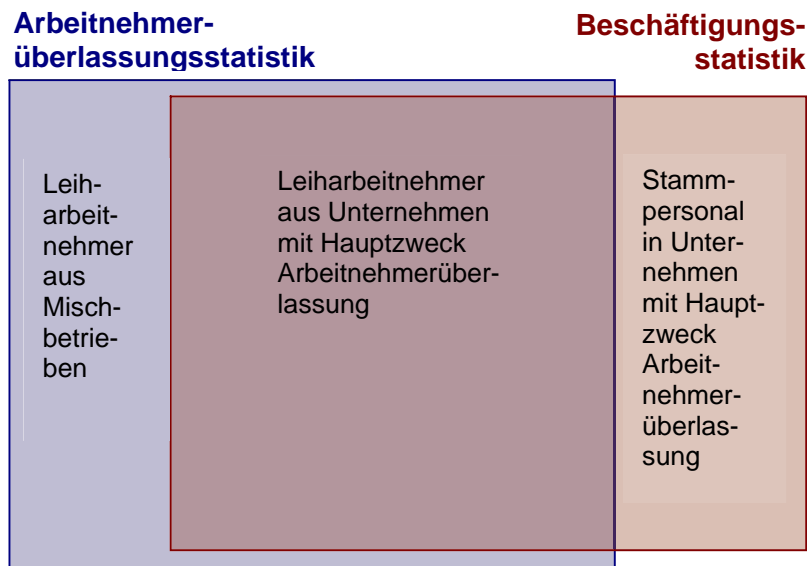 Arbeitnehmer-
überlassungsstatistik
Beschäftigungs-
statistik
Leih-
arbeit-
nehmer
aus
Misch-
betrie-
ben
Leiharbeitnehmer
aus Unternehmen
mit Hauptzweck
Arbeitnehmerüber-
lassung
Stamm-
personal
in Unter-
nehmen
mit Haupt-
zweck
Arbeit-
nehmer-
überlas-
sung